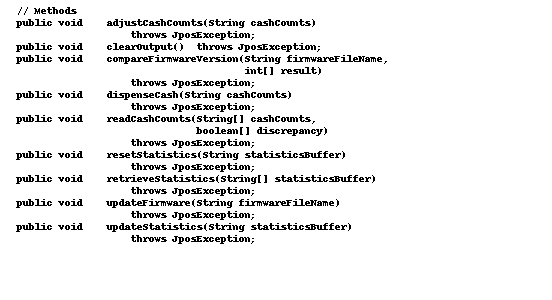 // Methods
public void adjustCashCounts(String cashCounts)
throws JposException;
public void clearOutput() throws JposException;
public void compareFirmwareVersion(String firmwareFileName,
int[] result)
throws JposException;
public void dispenseCash(String cashCounts)
throws JposException;
public void readCashCounts(String[] cashCounts,
boolean[] discrepancy)
throws JposException;
public void resetStatistics(String statisticsBuffer)
throws JposException;
public void retrieveStatistics(String[] statisticsBuffer)
throws JposException;
public void updateFirmware(String firmwareFileName)
throws JposException;
public void updateStatistics(String statisticsBuffer)
throws JposException;